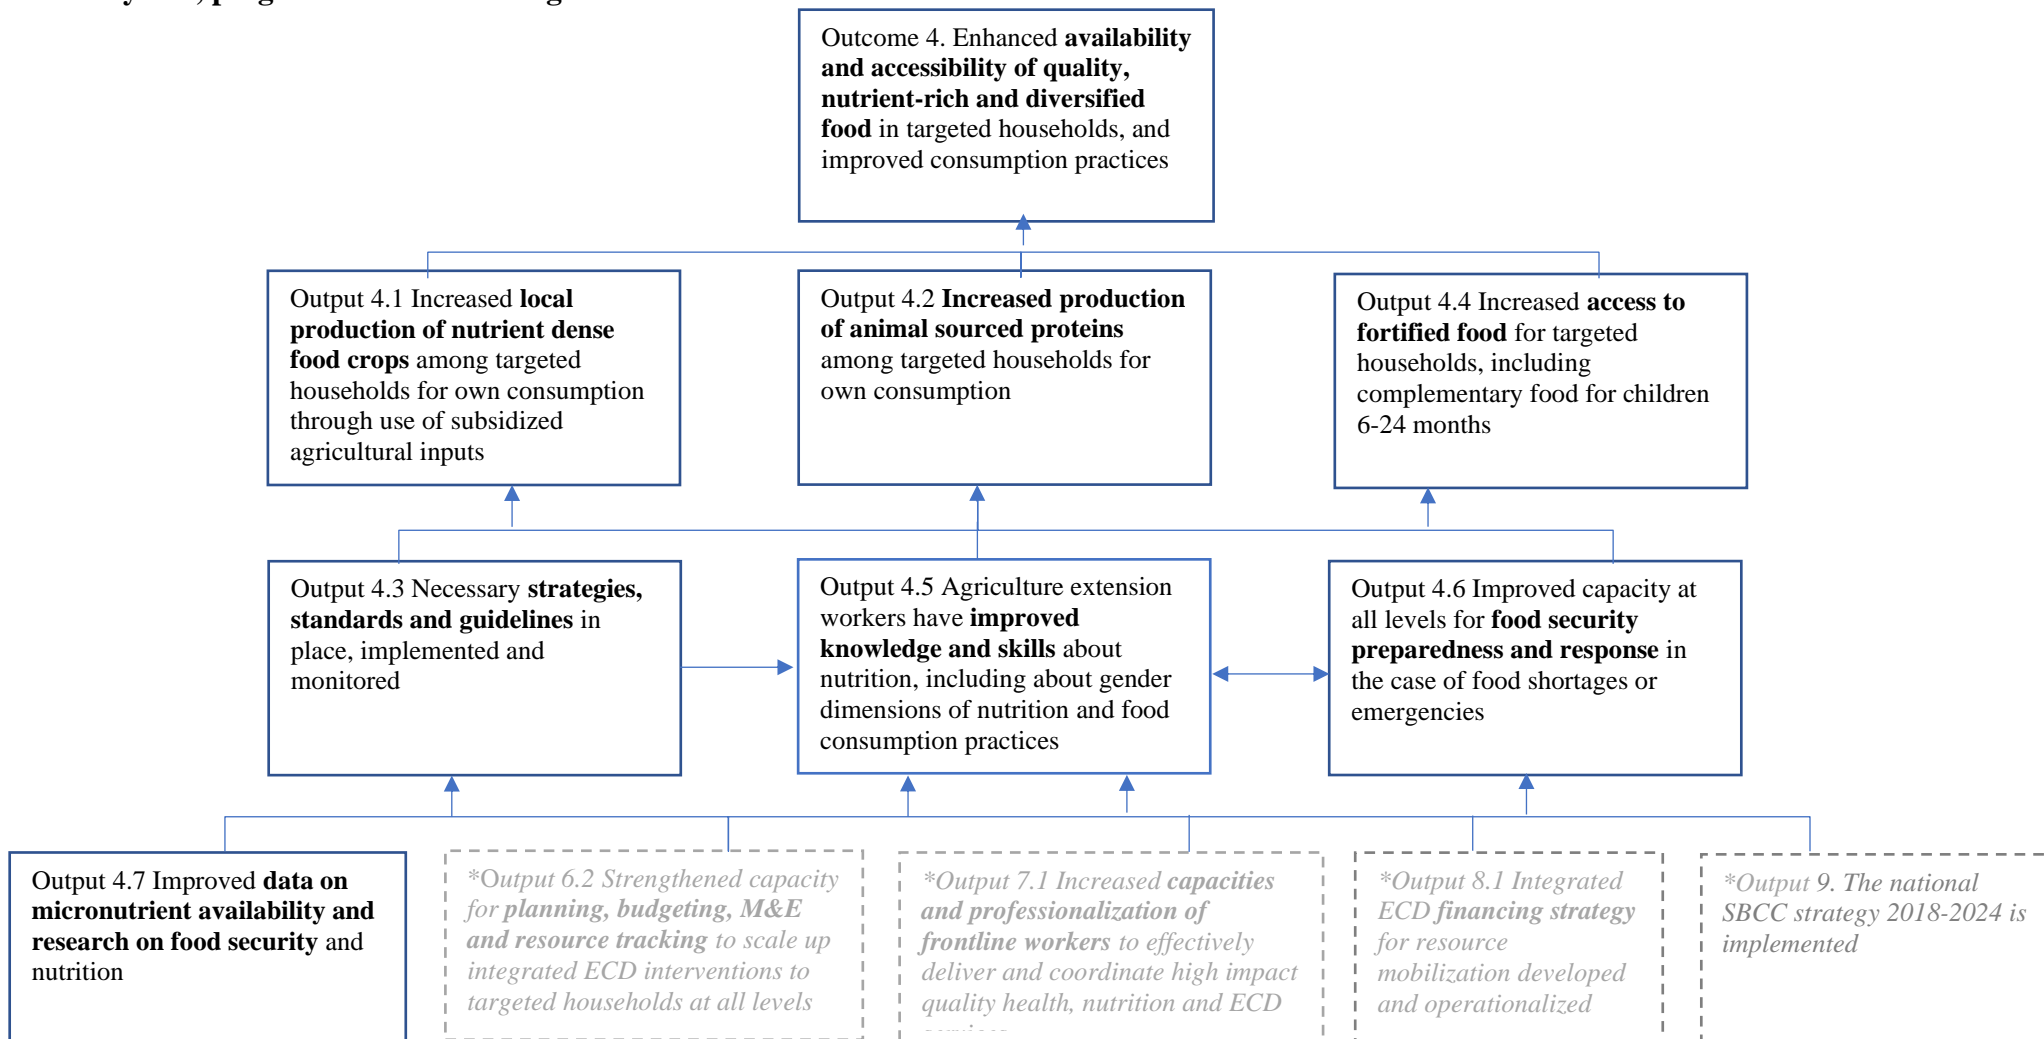 Outcome 4. Enhanced availability
and accessibility of quality,
nutrient-rich and diversified
food in targeted households, and
improved consumption practices
Output 4.1 Increased local
production of nutrient dense
food crops among targeted
households for own consumption
through use of subsidized
agricultural inputs
Output 4.2 Increased production
of animal sourced proteins
among targeted households for
own consumption
Output 4.4 Increased access to
fortified food for targeted
households, including
complementary food for children
6-24 months
Output 4.3 Necessary strategies,
standards and guidelines in
place, implemented and
monitored
Output 4.5 Agriculture extension
workers have improved
knowledge and skills about
nutrition, including about gender
dimensions of nutrition and food
consumption practices
Output 4.6 Improved capacity at
all levels for food security
preparedness and response in
the case of food shortages or
emergencies
Output 4.7 Improved data on
micronutrient availability and
research on food security and
nutrition
*Output 6.2 Strengthened capacity
for planning, budgeting, M&E
and resource tracking to scale up
integrated ECD interventions to
targeted households at all levels
*Output 7.1 Increased capacities
and professionalization of
frontline workers to effectively
deliver and coordinate high impact
quality health, nutrition and ECD
*Output 8.1 Integrated
ECD financing strategy
for resource
mobilization developed
and operationalized
*Output 9. The national
SBCC strategy 2018-2024 is
implemented